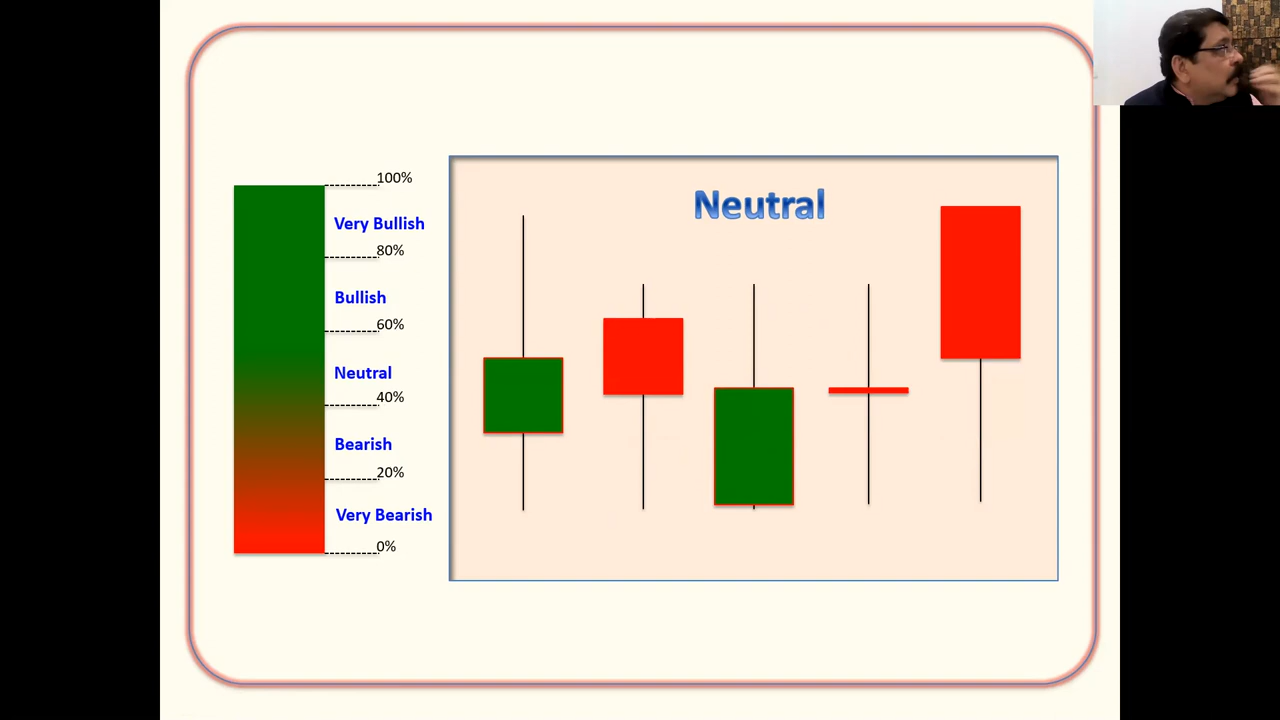 Neutral
100%
Very Bullish
80%
Bullish
60%
Neutral
40%
Bearish
20%
Very Bearish
0%